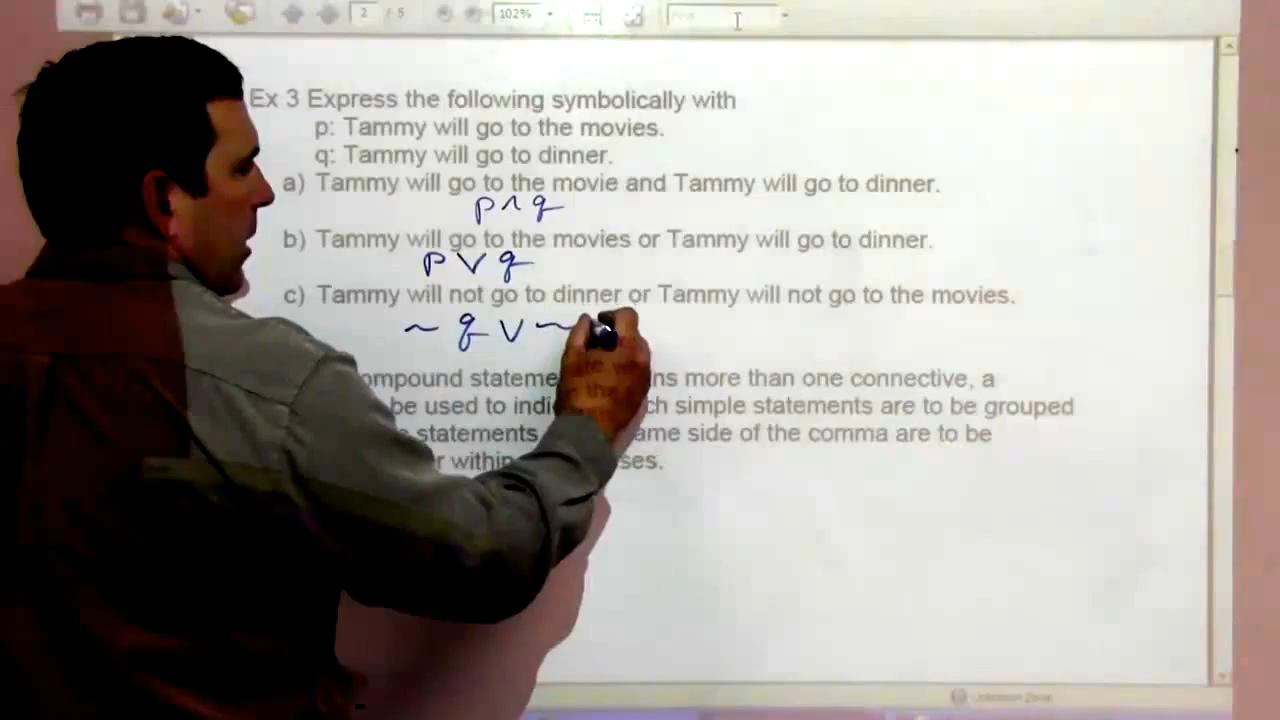 2 / 5 102%
Ex 3 Express the following symbolically with
p: Tammy will go to the movies.
q: Tammy will go to dinner.
a) Tammy will go to the movie and Tammy will go to dinner.
p ∧ q
b) Tammy will go to the movies or Tammy will go to dinner.
p ∨ q
c) Tammy will not go to dinner or Tammy will not go to the movies.
~ q ∨ ~
ompound stateme ns more than one connective, a
be used to indi ch simple statements are to be grouped
statements ame side of the comma are to be
r within ses.